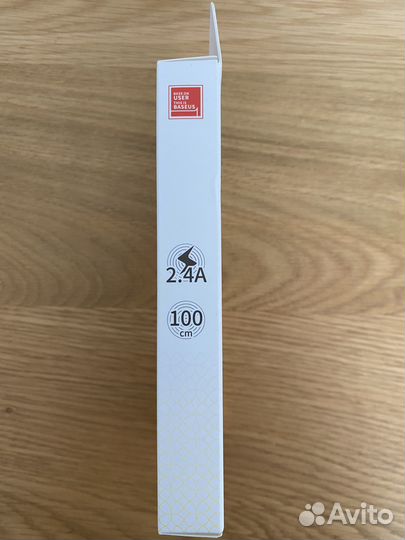 BASE ON
USER
THIS IS
BASEUS
2.4A
100
cm
Avito